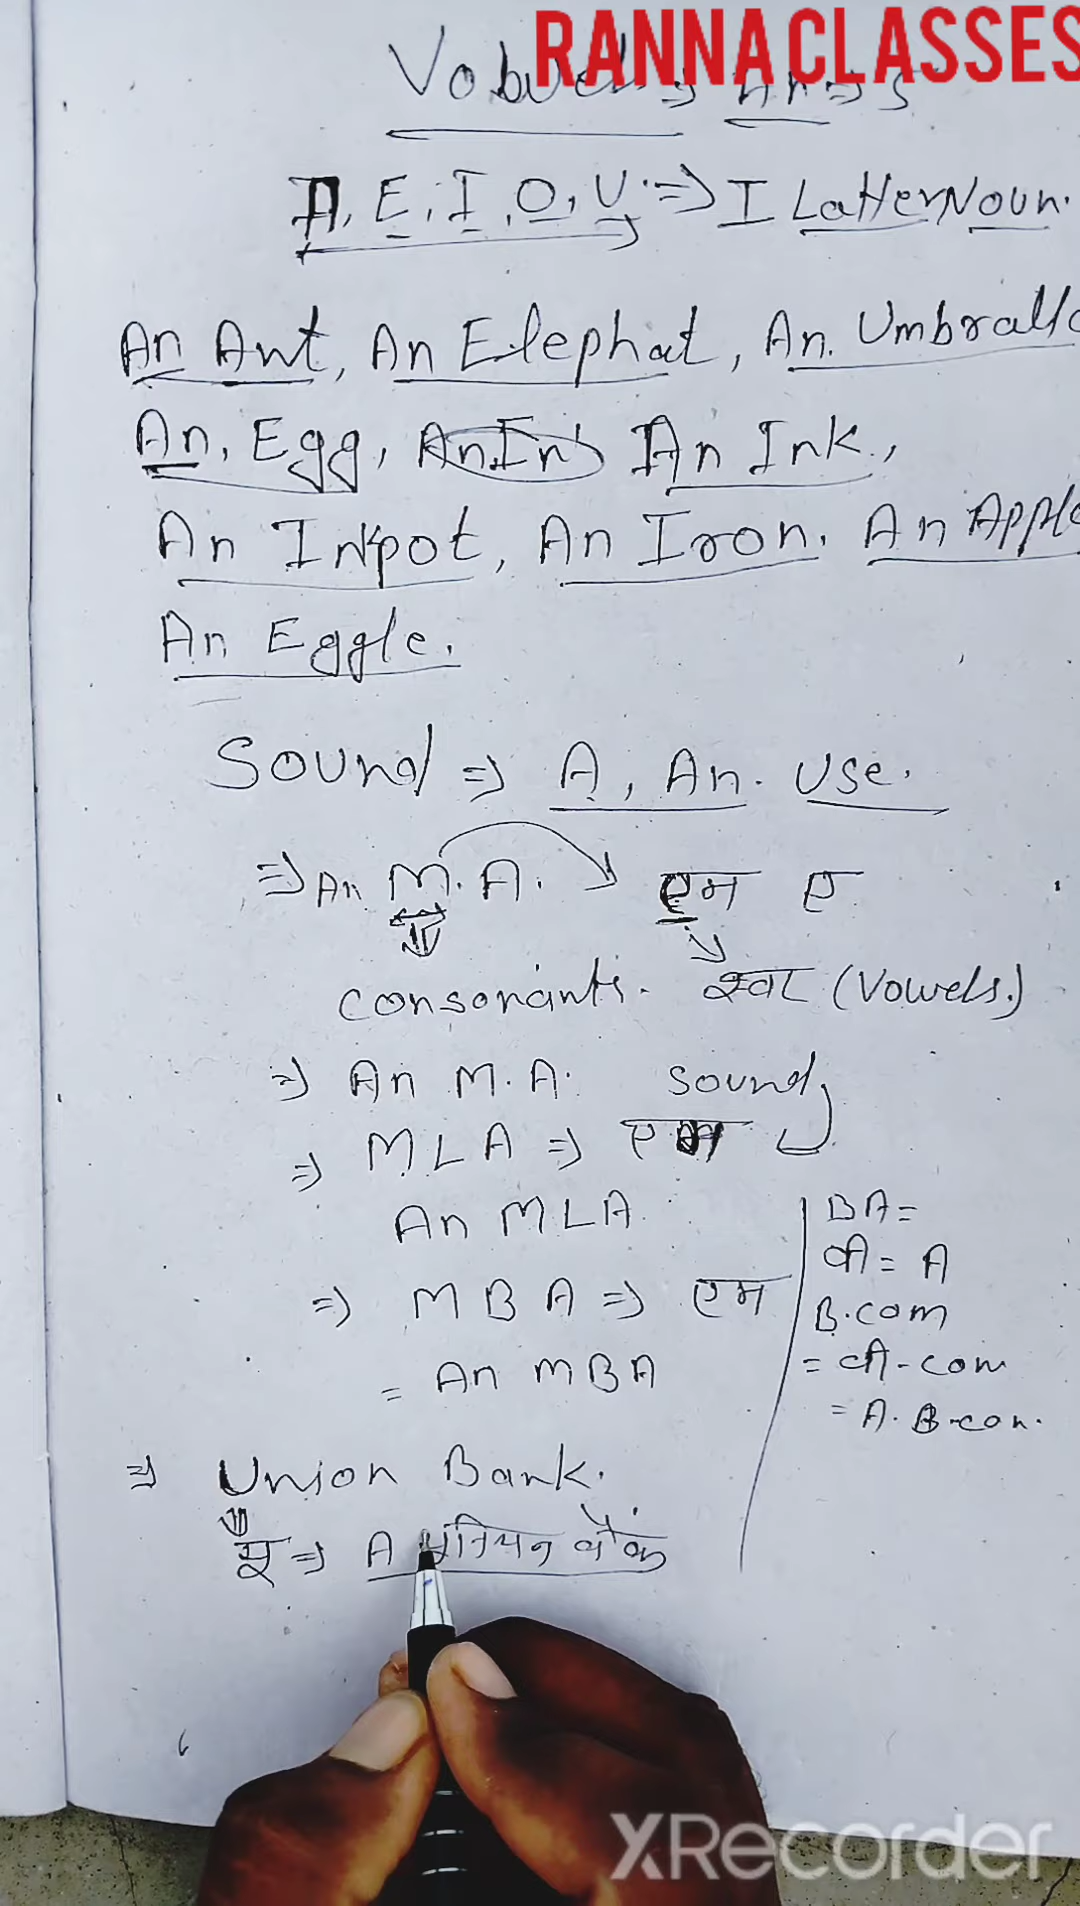 RANNA CLASSES
A, E, I, O, U. => I Latter Noun.
An Ant, An Elephat, An. Umbralla
An, Egg, An.In An Ink.,
An Inkpot, An Iron. An Apple
An Eggle.
Sound => A, An. Use.
=> An M. A. एम ए
consonants. स्वर (Vowels.)
=> An M. A. Sound
=> MLA => एम
An MLA
=> MBA => एम
= An MBA
BA =
बी = A
B.com
= बी-com
= A. B-con.
=> Union Bank.
यू => A यूनियन बैंक
XRecorder